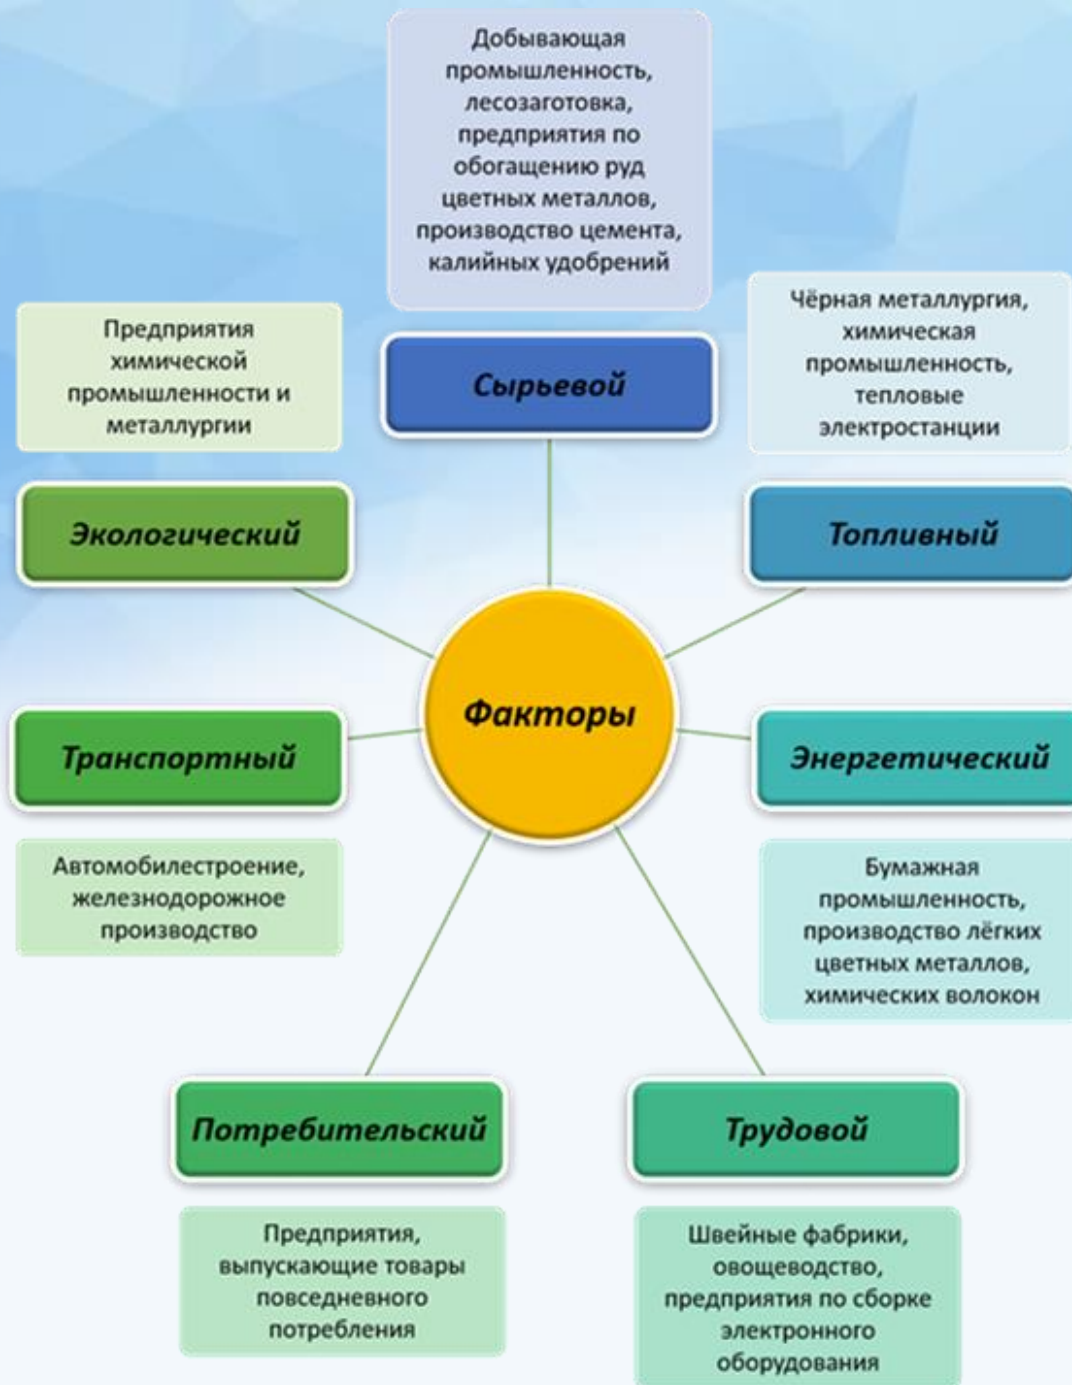 Добывающая
промышленность,
лесозаготовка,
предприятия по
обогащению руд
цветных металлов,
производство цемента,
калийных удобрений
Сырьевой
Предприятия
химической
промышленности и
металлургии
Экологический
Чёрная металлургия,
химическая
промышленность,
тепловые
электростанции
Топливный
Факторы
Транспортный
Автомобилестроение,
железнодорожное
производство
Энергетический
Бумажная
промышленность,
производство лёгких
цветных металлов,
химических волокон
Потребительский
Предприятия,
выпускающие товары
повседневного
потребления
Трудовой
Швейные фабрики,
овощеводство,
предприятия по сборке
электронного
оборудования